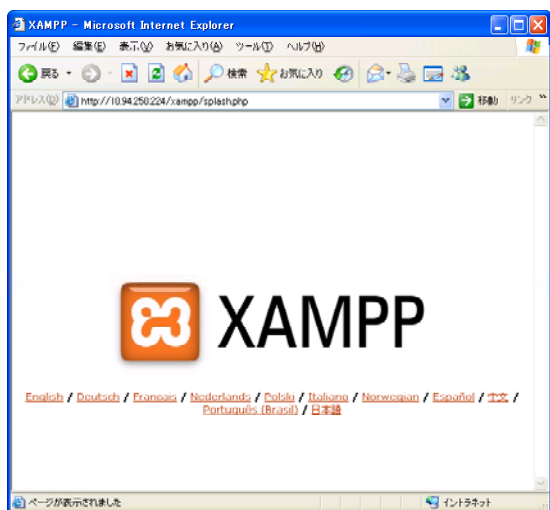 XAMPP - Microsoft Internet Explorer
ファイル(F) 編集(E) 表示(V) お気に入り(A) ツール(T) ヘルプ(H)
戻る 検索 お気に入り
アドレス(D) http://10.94.250.224/xampp/splash.php 移動 リンク »
XAMPP
English / Deutsch / Francais / Nederlands / Polski / Italiano / Norwegian / Español / 中文 /
Português (Brasil) / 日本語
ページが表示されました イントラネット